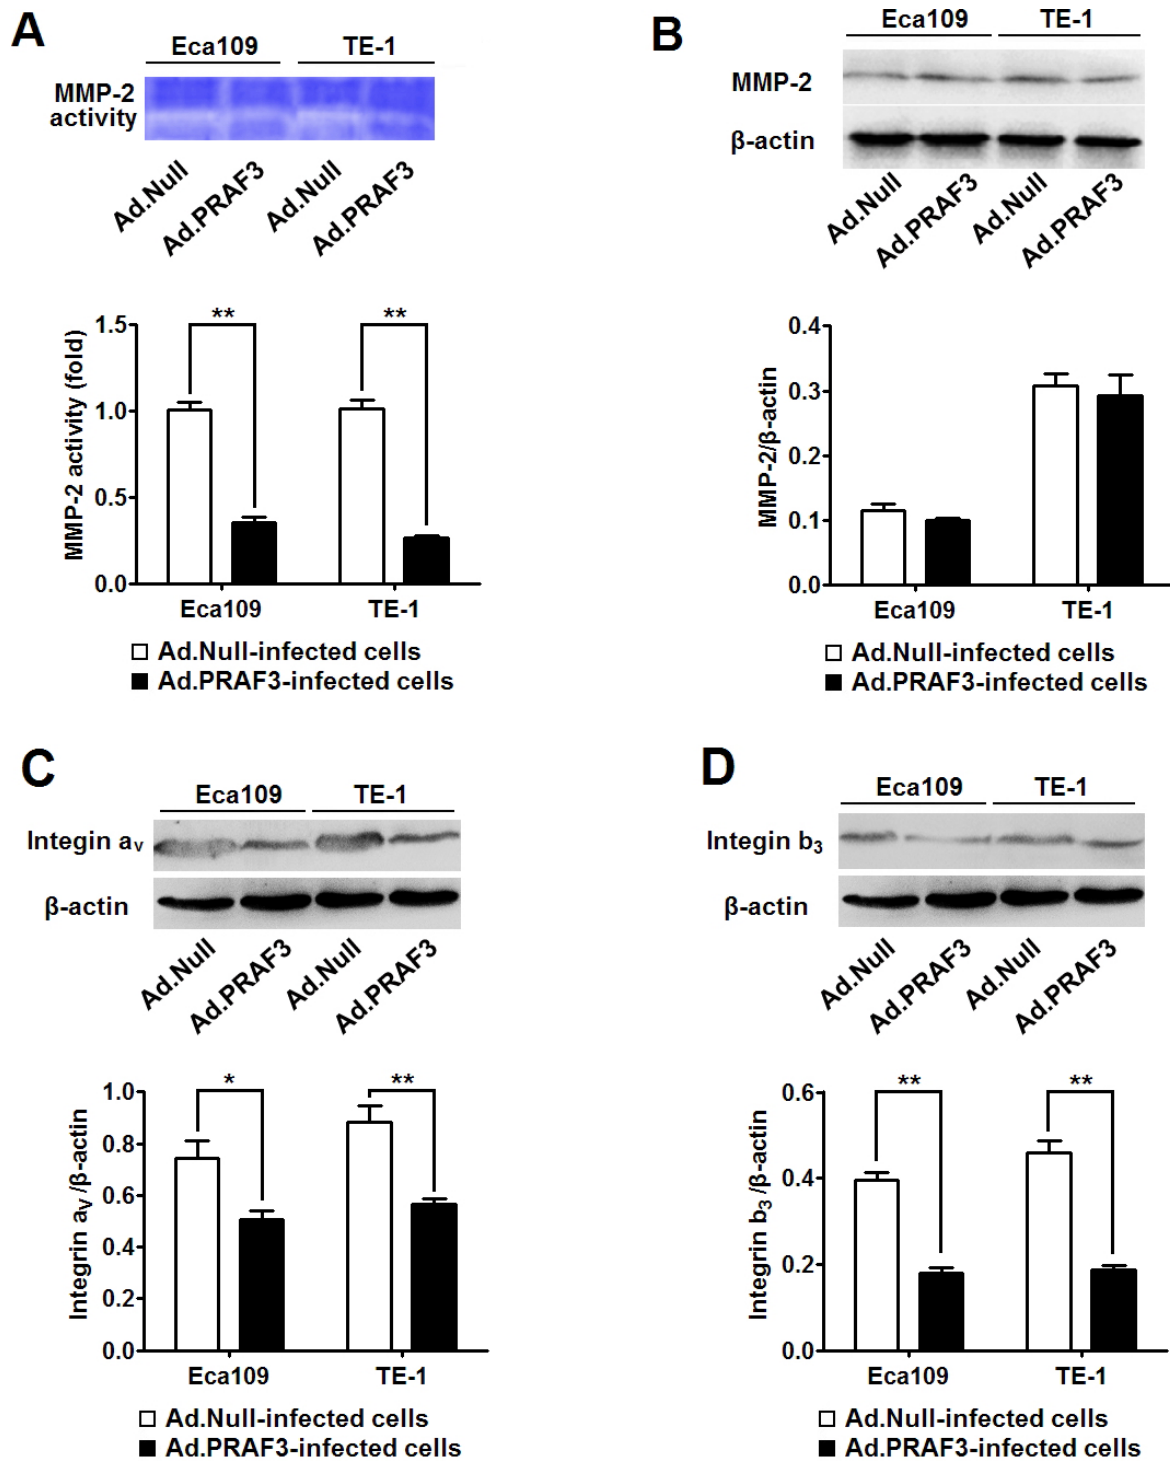 A
Eca109 TE-1
MMP-2
activity
Ad.Null Ad.PRAF3 Ad.Null Ad.PRAF3
** **
1.5
1.0
0.5
0.0
MMP-2 activity (fold)
Eca109 TE-1
Ad.Null-infected cells
Ad.PRAF3-infected cells
B
Eca109 TE-1
MMP-2
β-actin
Ad.Null Ad.PRAF3 Ad.Null Ad.PRAF3
0.4
0.3
0.2
0.1
0.0
MMP-2/β-actin
Eca109 TE-1
Ad.Null-infected cells
Ad.PRAF3-infected cells
C
Eca109 TE-1
Integin aV
β-actin
Ad.Null Ad.PRAF3 Ad.Null Ad.PRAF3
* **
1.0
0.8
0.6
0.4
0.2
0.0
Integrin aV/β-actin
Eca109 TE-1
Ad.Null-infected cells
Ad.PRAF3-infected cells
D
Eca109 TE-1
Integin b3
β-actin
Ad.Null Ad.PRAF3 Ad.Null Ad.PRAF3
** **
0.6
0.4
0.2
0.0
Integrin b3/β-actin
Eca109 TE-1
Ad.Null-infected cells
Ad.PRAF3-infected cells